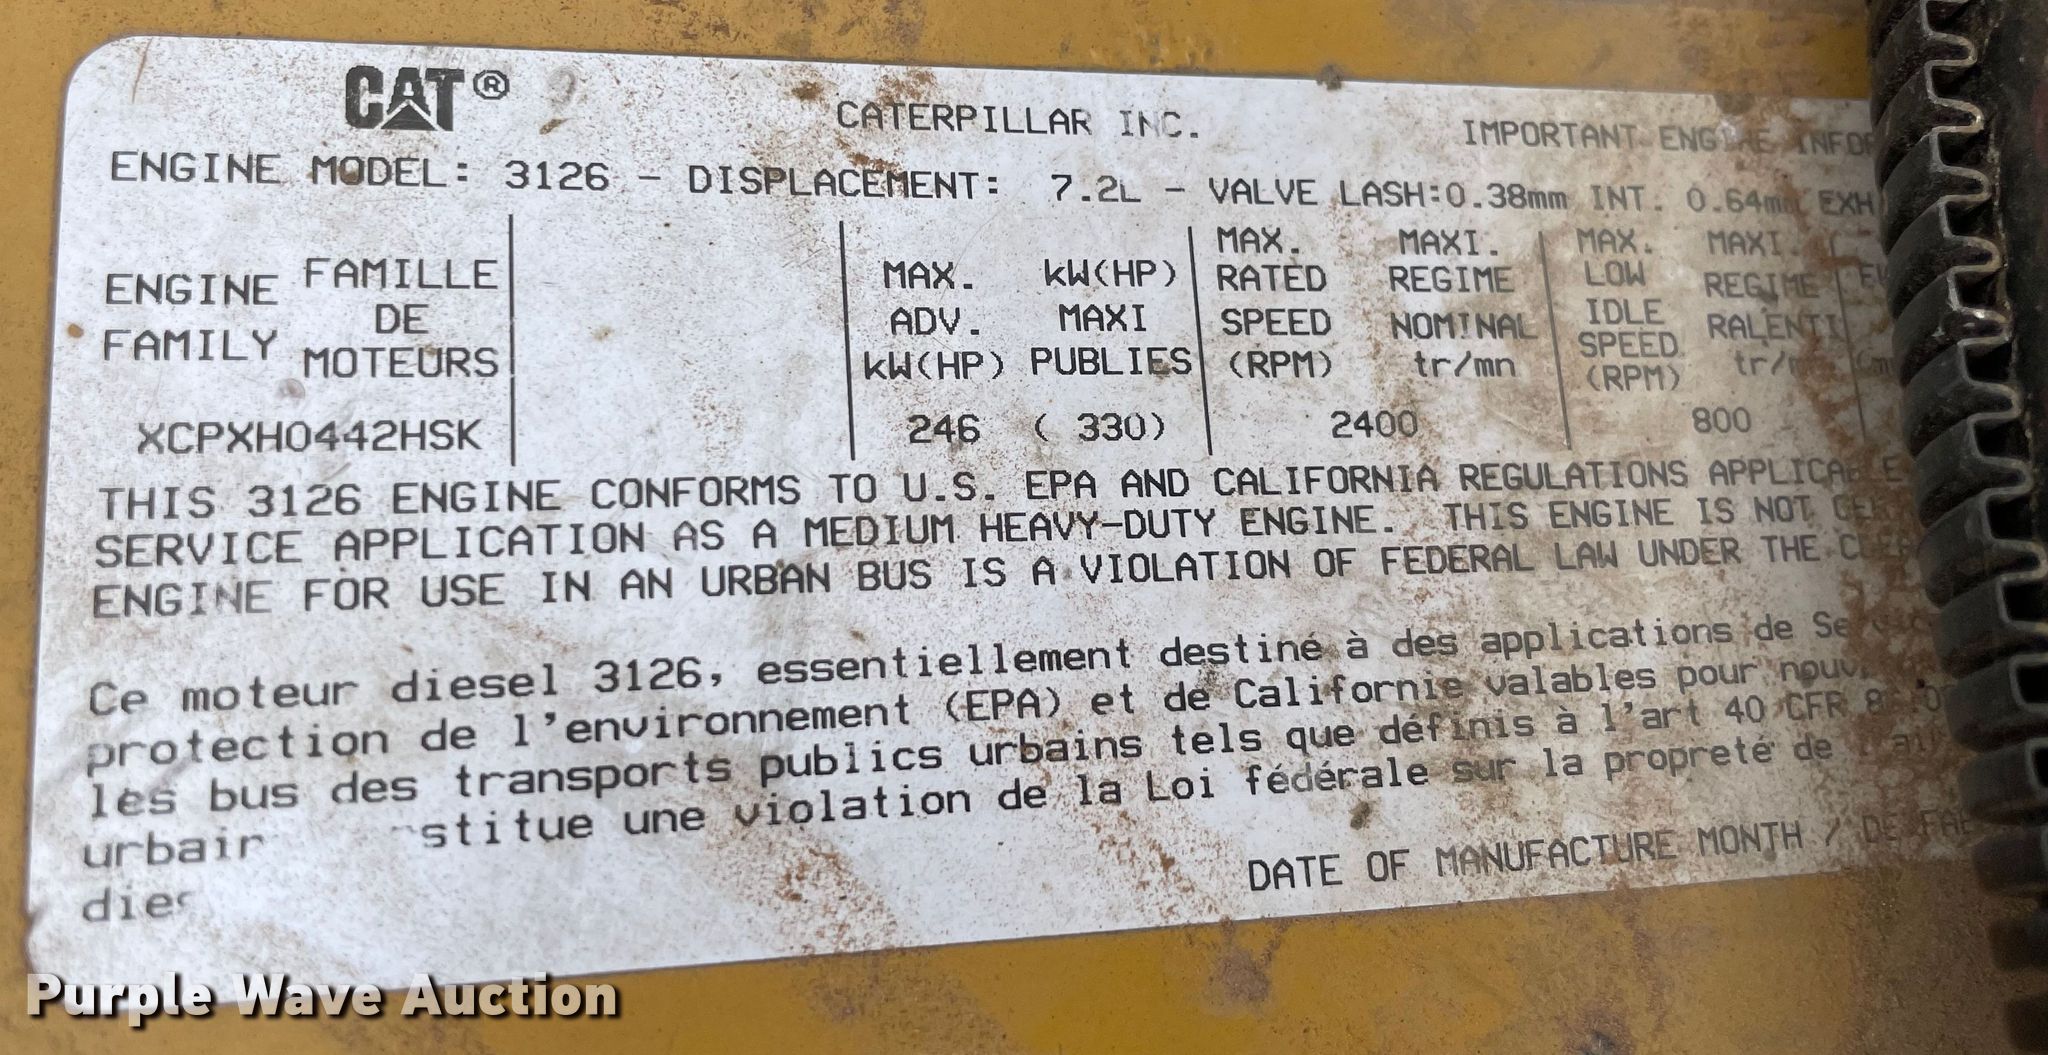 CAT®
CATERPILLAR INC.
IMPORTANT ENGINE INFOR
ENGINE MODEL: 3126 - DISPLACEMENT: 7.2L - VALVE LASH:0.38mm INT. 0.64mm EXH
ENGINE FAMILY
FAMILLE
DE
MOTEURS
MAX.
ADV.
kW(HP)
kW(HP)
MAXI
PUBLIES
MAX.
RATED
SPEED
(RPM)
MAXI.
REGIME
NOMINAL
tr/mn
MAX.
LOW
IDLE
SPEED
(RPM)
MAXI.
REGIME
RALENTI
XCPXH0442HSK
246 ( 330)
2400
800
THIS 3126 ENGINE CONFORMS TO U.S. EPA AND CALIFORNIA REGULATIONS
SERVICE APPLICATION AS A MEDIUM HEAVY-DUTY ENGINE. THIS ENGINE IS NOT
ENGINE FOR USE IN AN URBAN BUS IS A VIOLATION OF FEDERAL LAW UNDER THE
Ce moteur diesel 3126, essentiellement destiné à des applications de
protection de l'environnement (EPA) et de Californie valables pour
les bus des transports publics urbains tels que définis à l'art 40 CFR
urbair stitue une violation de la Loi fédérale sur la propreté de
DATE OF MANUFACTURE MONTH /
Purple Wave Auction